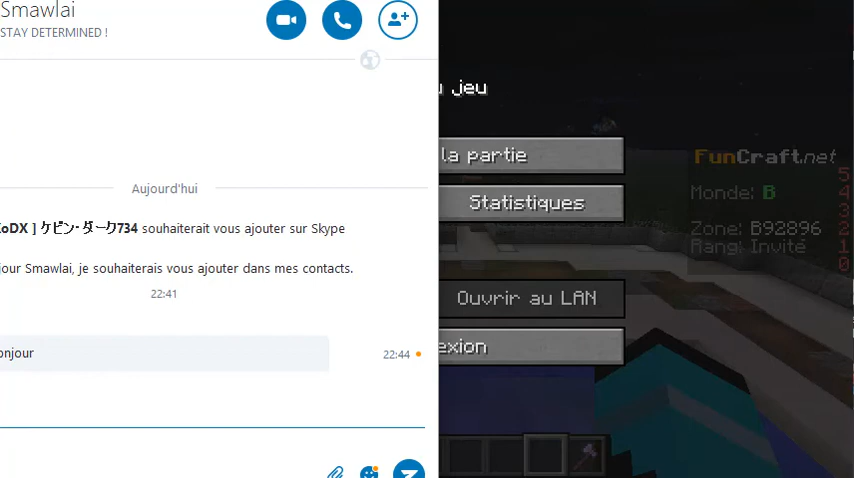 Smawlai
STAY DETERMINED !
Aujourd'hui
oDX ] ケビン・ダーク734 souhaiterait vous ajouter sur Skype
jour Smawlai, je souhaiterais vous ajouter dans mes contacts.
22:41
onjour
22:44
u jeu
la partie
Statistiques
Ouvrir au LAN
exion
FunCraft.net
5
Monde: B
4
3
Zone: B92896
2
Rang: Invité
1
0